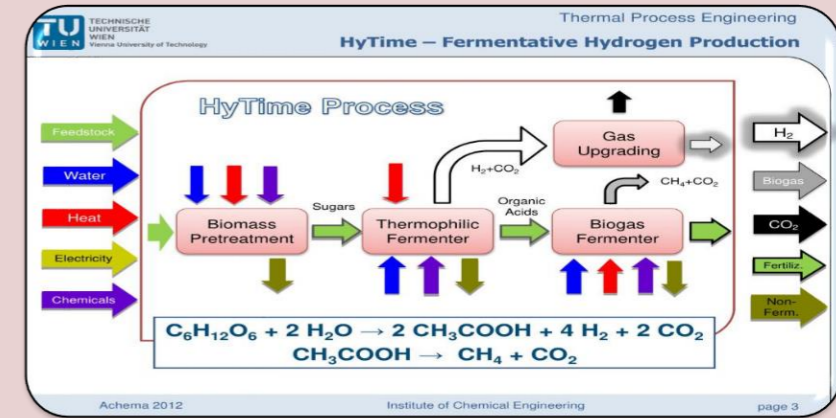 TU WIEN
TECHNISCHE
UNIVERSITÄT
WIEN
Vienna University of Technology
Thermal Process Engineering
HyTime – Fermentative Hydrogen Production
HyTime Process
Feedstock
Water
Heat
Electricity
Chemicals
Gas
Upgrading
H₂+CO₂
CH₄+CO₂
Biomass
Pretreatment
Sugars
Thermophilic
Fermenter
Organic
Acids
Biogas
Fermenter
H₂
Biogas
CO₂
Fertiliz.
Non-
Ferm.
C₆H₁₂O₆ + 2 H₂O → 2 CH₃COOH + 4 H₂ + 2 CO₂
CH₃COOH → CH₄ + CO₂
Achema 2012
Institute of Chemical Engineering
page 3